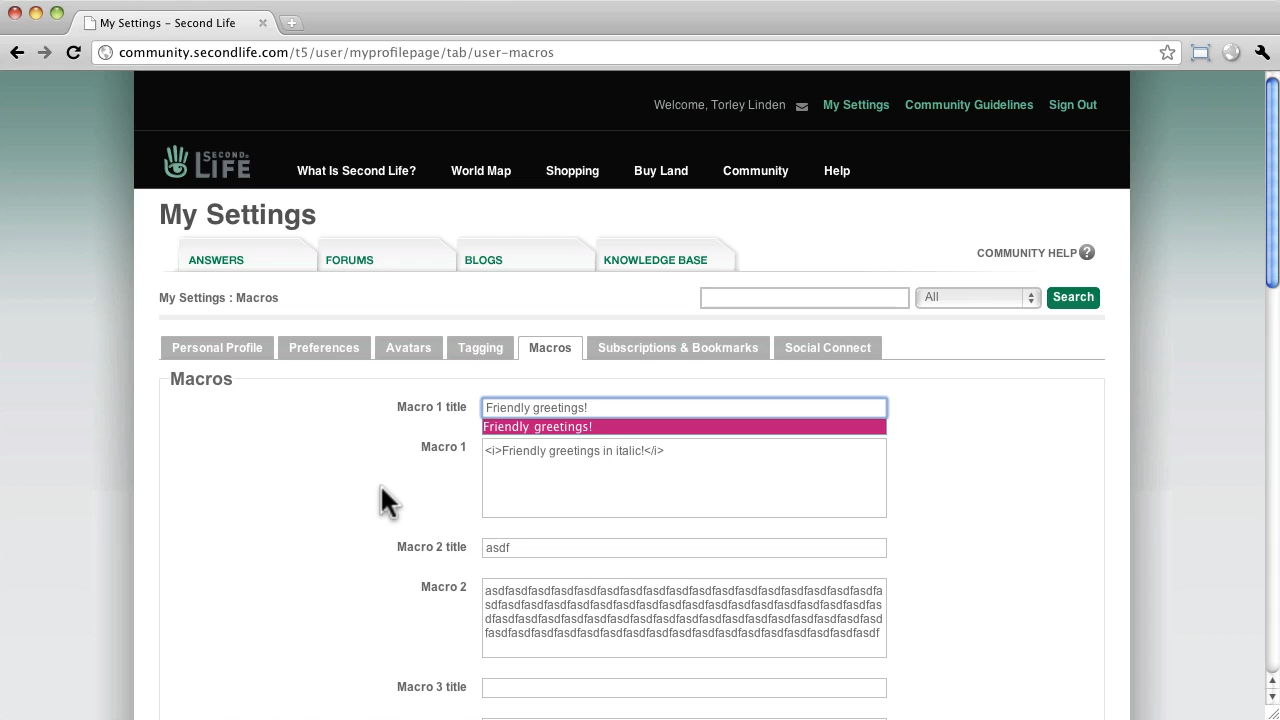 My Settings – Second Life
community.secondlife.com/t5/user/myprofilepage/tab/user-macros
Welcome, Torley Linden My Settings Community Guidelines Sign Out
SECOND LIFE
What Is Second Life? World Map Shopping Buy Land Community Help
My Settings
ANSWERS FORUMS BLOGS KNOWLEDGE BASE COMMUNITY HELP ?
My Settings : Macros All Search
Personal Profile Preferences Avatars Tagging Macros Subscriptions & Bookmarks Social Connect
Macros
Macro 1 title Friendly greetings!
Friendly greetings!
Macro 1 <i>Friendly greetings in italic!</i>
Macro 2 title asdf
Macro 2 asdfasdfasdfasdfasdfasdfasdfasdfasdfasdfasdfasdfasdfasdfasdfasdfasdfasdfa
sdfasdfasdfasdfasdfasdfasdfasdfasdfasdfasdfasdfasdfasdfasdfasdfasdfasdfas
dfasdfasdfasdfasdfasdfasdfasdfasdfasdfasdfasdfasdfasdfasdfasdfasdfasdfasd
fasdfasdfasdfasdfasdfasdfasdfasdfasdfasdfasdfasdfasdfasdfasdfasdfasdfasdf
Macro 3 title